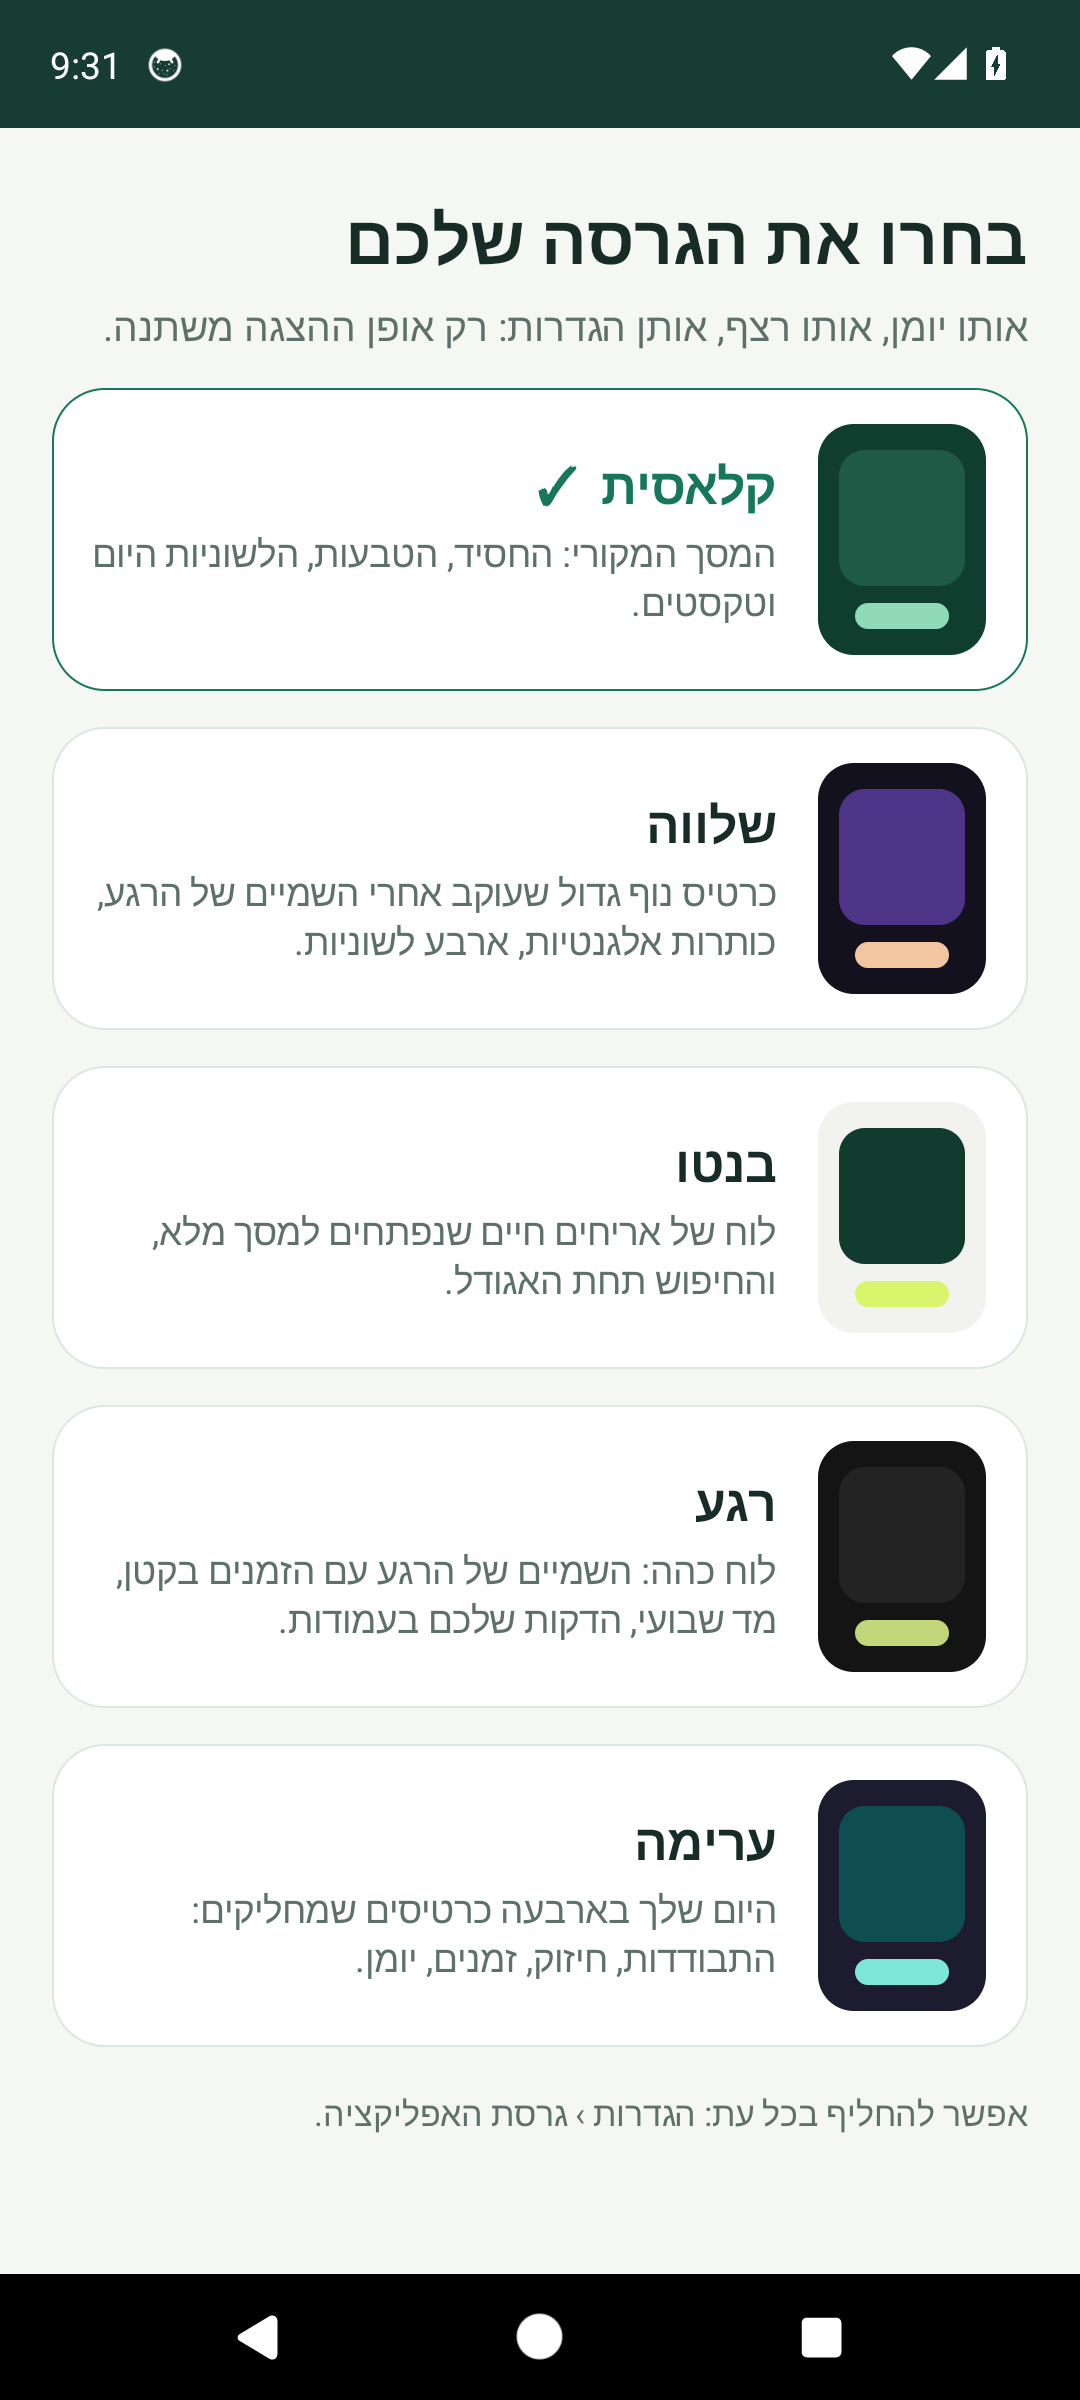 9:31
בחרו את הגרסה שלכם
אותו יומן, אותו רצף, אותן הגדרות: רק אופן ההצגה משתנה.
קלאסית ✓
המסך המקורי: החסיד, הטבעות, הלשוניות היום
וטקסטים.
שלווה
כרטיס נוף גדול שעוקב אחרי השמיים של הרגע,
כותרות אלגנטיות, ארבע לשוניות.
בנטו
לוח של אריחים חיים שנפתחים למסך מלא,
והחיפוש תחת האגודל.
רגע
לוח כהה: השמיים של הרגע עם הזמנים בקטן,
מד שבועי, הדקות שלכם בעמודות.
ערימה
היום שלך בארבעה כרטיסים שמחליקים:
התבודדות, חיזוק, זמנים, יומן.
אפשר להחליף בכל עת: הגדרות › גרסת האפליקציה.